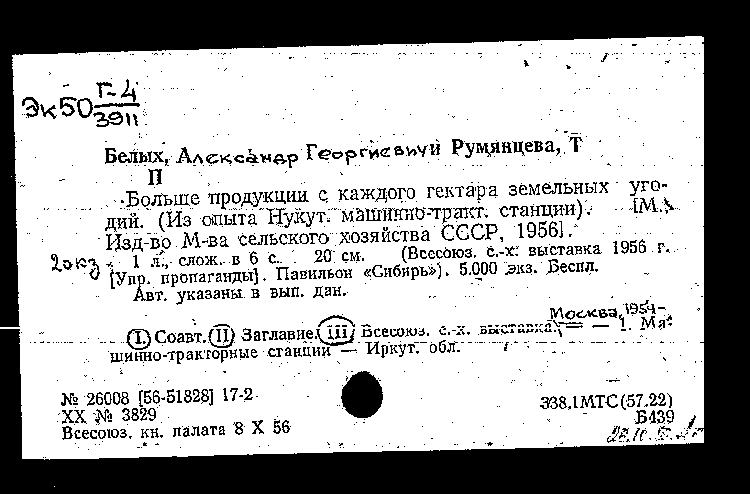 Эк50 Г-4
3911
Белых, Александр Георгиевич и Румянцева, Т
П
Больше продукции с каждого гектара земельных уго-
дий. (Из опыта Нукут. машинно-тракт. станции). [М.,
Изд-во М-ва сельского хозяйства СССР, 1956].
2 экз 1 л., слож. в 6 с. 20 см. (Всесоюз. с.-х. выставка 1956 г.
[Упр. пропаганды]. Павильон «Сибирь»). 5.000 экз. Беспл.
Авт. указаны в вып. дан.
Москва, 1954-
I. Соавт. II. Заглавие. III. Всесоюз. с.-х. выставка — 1. Ма-
шинно-тракторные станции — Иркут. обл.
№ 26008 [56-51828] 17-2
338.1МТС(57.22)
XX № 3829
Б439
Всесоюз. кн. палата 8 X 56